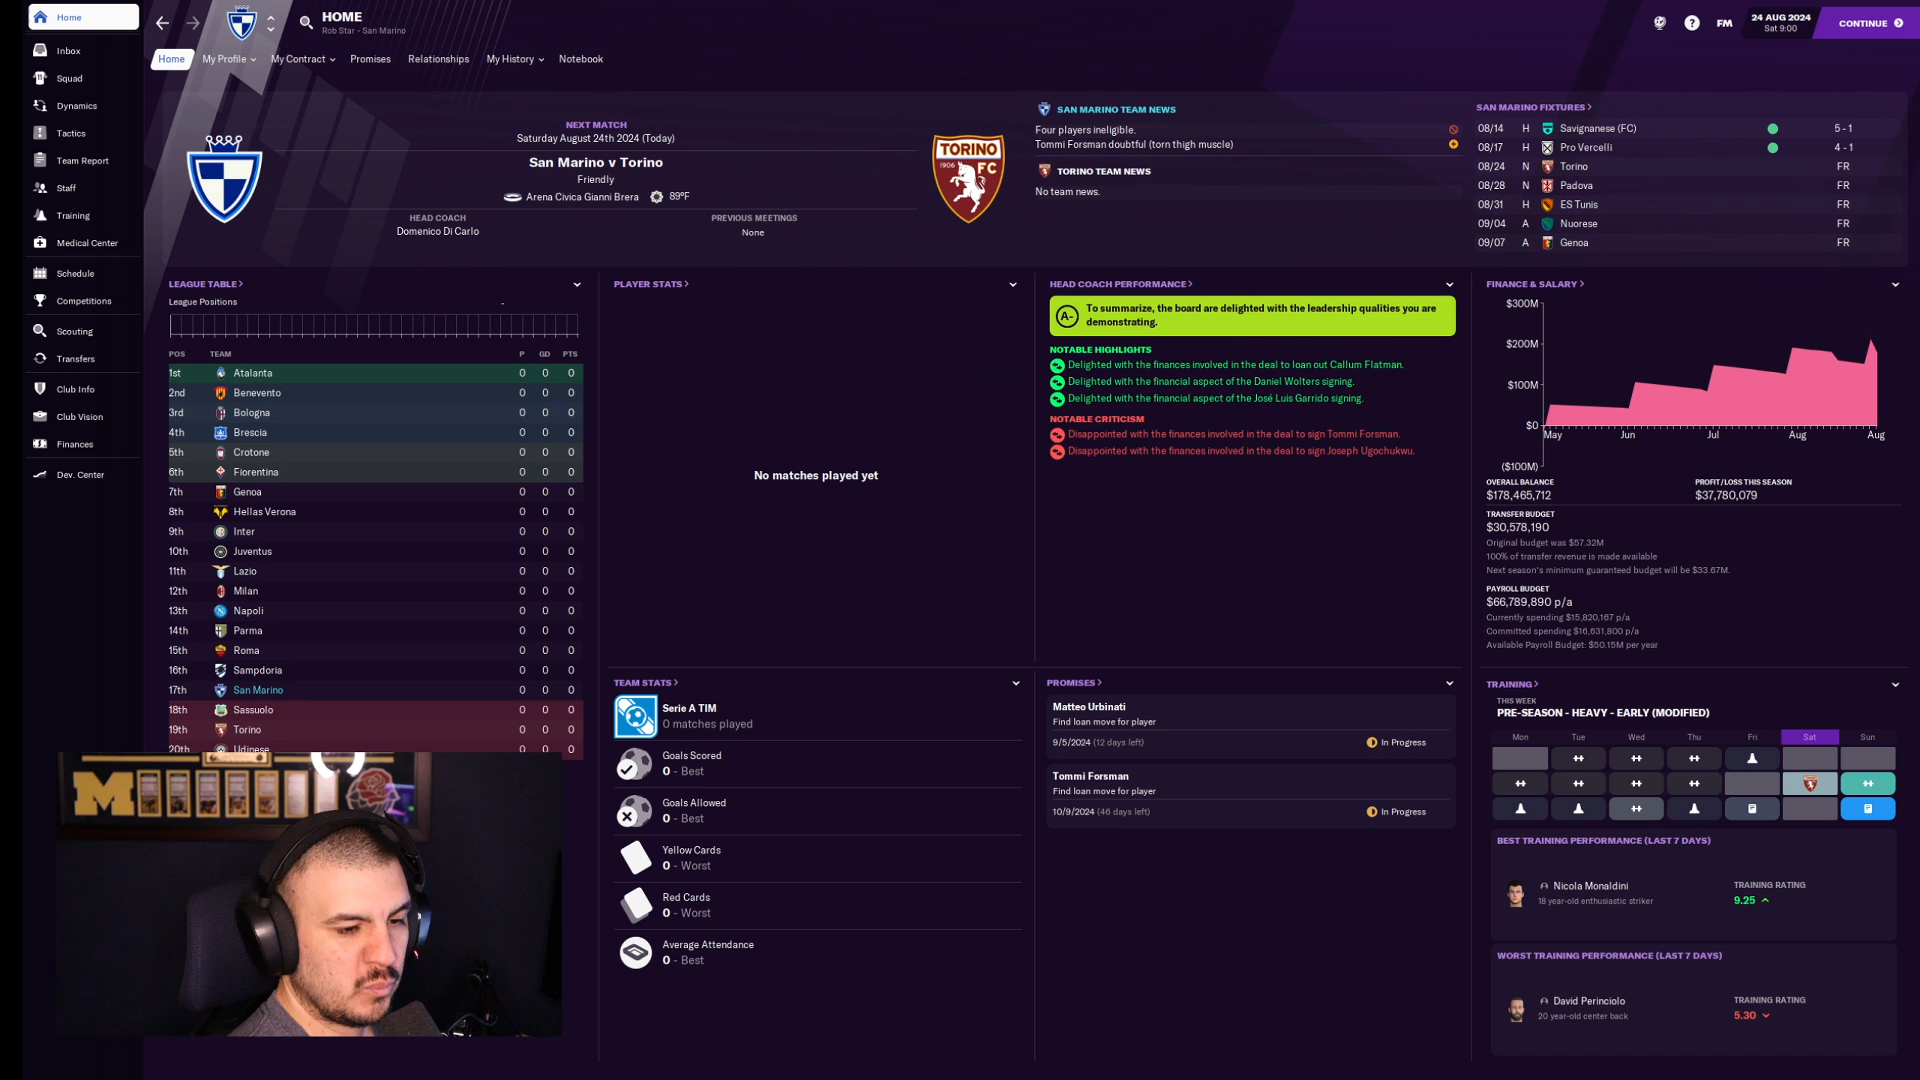 Home
Inbox
Squad
Dynamics
Tactics
Team Report
Staff
Training
Medical Center
Schedule
Competitions
Scouting
Transfers
Club Info
Club Vision
Finances
Dev. Center
HOME
Rob Star - San Marino
FM
24 AUG 2024
Sat 9:00
CONTINUE
Home
My Profile
My Contract
Promises
Relationships
My History
Notebook
NEXT MATCH
Saturday August 24th 2024 (Today)
San Marino v Torino
Friendly
Arena Civica Gianni Brera 89°F
HEAD COACH
Domenico Di Carlo
PREVIOUS MEETINGS
None
TORINO
1906 FC
SAN MARINO TEAM NEWS
Four players ineligible.
Tommi Forsman doubtful (torn thigh muscle)
TORINO TEAM NEWS
No team news.
SAN MARINO FIXTURES
08/14 H Savignanese (FC) 5 - 1
08/17 H Pro Vercelli 4 - 1
08/24 N Torino FR
08/28 N Padova FR
08/31 H ES Tunis FR
09/04 A Nuorese FR
09/07 A Genoa FR
LEAGUE TABLE
League Positions -
POS TEAM P GD PTS
1st Atalanta 0 0 0
2nd Benevento 0 0 0
3rd Bologna 0 0 0
4th Brescia 0 0 0
5th Crotone 0 0 0
6th Fiorentina 0 0 0
7th Genoa 0 0 0
8th Hellas Verona 0 0 0
9th Inter 0 0 0
10th Juventus 0 0 0
11th Lazio 0 0 0
12th Milan 0 0 0
13th Napoli 0 0 0
14th Parma 0 0 0
15th Roma 0 0 0
16th Sampdoria 0 0 0
17th San Marino 0 0 0
18th Sassuolo 0 0 0
19th Torino 0 0 0
20th Udinese 0 0 0
M
PLAYER STATS
No matches played yet
HEAD COACH PERFORMANCE
A-
To summarize, the board are delighted with the leadership qualities you are
demonstrating.
NOTABLE HIGHLIGHTS
Delighted with the finances involved in the deal to loan out Callum Flatman.
Delighted with the financial aspect of the Daniel Wolters signing.
Delighted with the financial aspect of the José Luis Garrido signing.
NOTABLE CRITICISM
Disappointed with the finances involved in the deal to sign Tommi Forsman.
Disappointed with the finances involved in the deal to sign Joseph Ugochukwu.
FINANCE & SALARY
$300M
$200M
$100M
$0
($100M)
May Jun Jul Aug Aug
OVERALL BALANCE
$178,465,712
PROFIT/LOSS THIS SEASON
$37,780,079
TRANSFER BUDGET
$30,578,190
Original budget was $57.32M
100% of transfer revenue is made available
Next season's minimum guaranteed budget will be $33.67M.
PAYROLL BUDGET
$66,789,890 p/a
Currently spending $15,820,167 p/a
Committed spending $16,631,800 p/a
Available Payroll Budget: $50.15M per year
TEAM STATS
Serie A TIM
0 matches played
Goals Scored
0 - Best
Goals Allowed
0 - Best
Yellow Cards
0 - Worst
Red Cards
0 - Worst
Average Attendance
0 - Best
PROMISES
Matteo Urbinati
Find loan move for player
9/5/2024 (12 days left) In Progress
Tommi Forsman
Find loan move for player
10/9/2024 (46 days left) In Progress
TRAINING
THIS WEEK
PRE-SEASON - HEAVY - EARLY (MODIFIED)
Mon Tue Wed Thu Fri Sat Sun
BEST TRAINING PERFORMANCE (LAST 7 DAYS)
Nicola Monaldini
18 year-old enthusiastic striker
TRAINING RATING
9.25
WORST TRAINING PERFORMANCE (LAST 7 DAYS)
David Perinciolo
20 year-old center back
TRAINING RATING
5.30